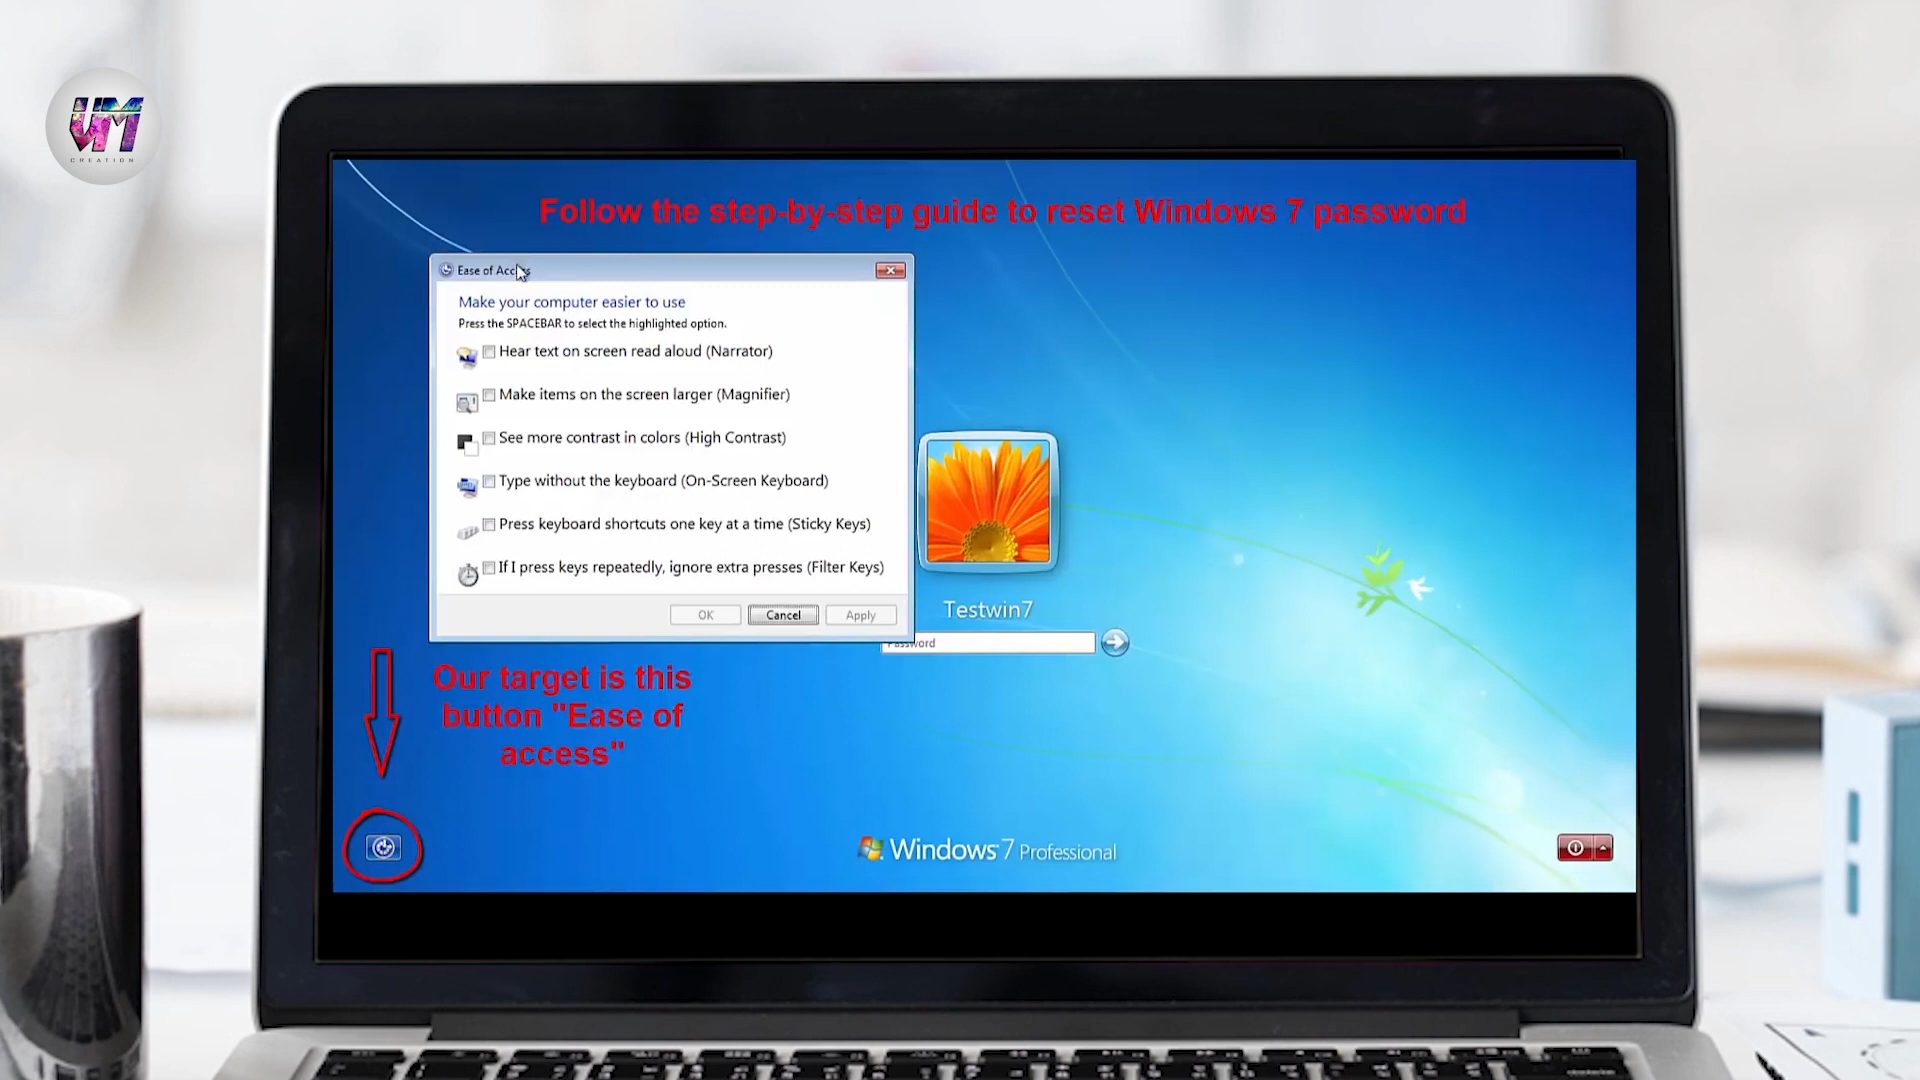 VM
CREATION
Follow the step-by-step guide to reset Windows 7 password
Ease of Access
Make your computer easier to use
Press the SPACEBAR to select the highlighted option.
Hear text on screen read aloud (Narrator)
Make items on the screen larger (Magnifier)
See more contrast in colors (High Contrast)
Type without the keyboard (On-Screen Keyboard)
Press keyboard shortcuts one key at a time (Sticky Keys)
If I press keys repeatedly, ignore extra presses (Filter Keys)
OK
Cancel
Apply
Testwin7
Password
Our target is this
button "Ease of
access"
Windows 7 Professional